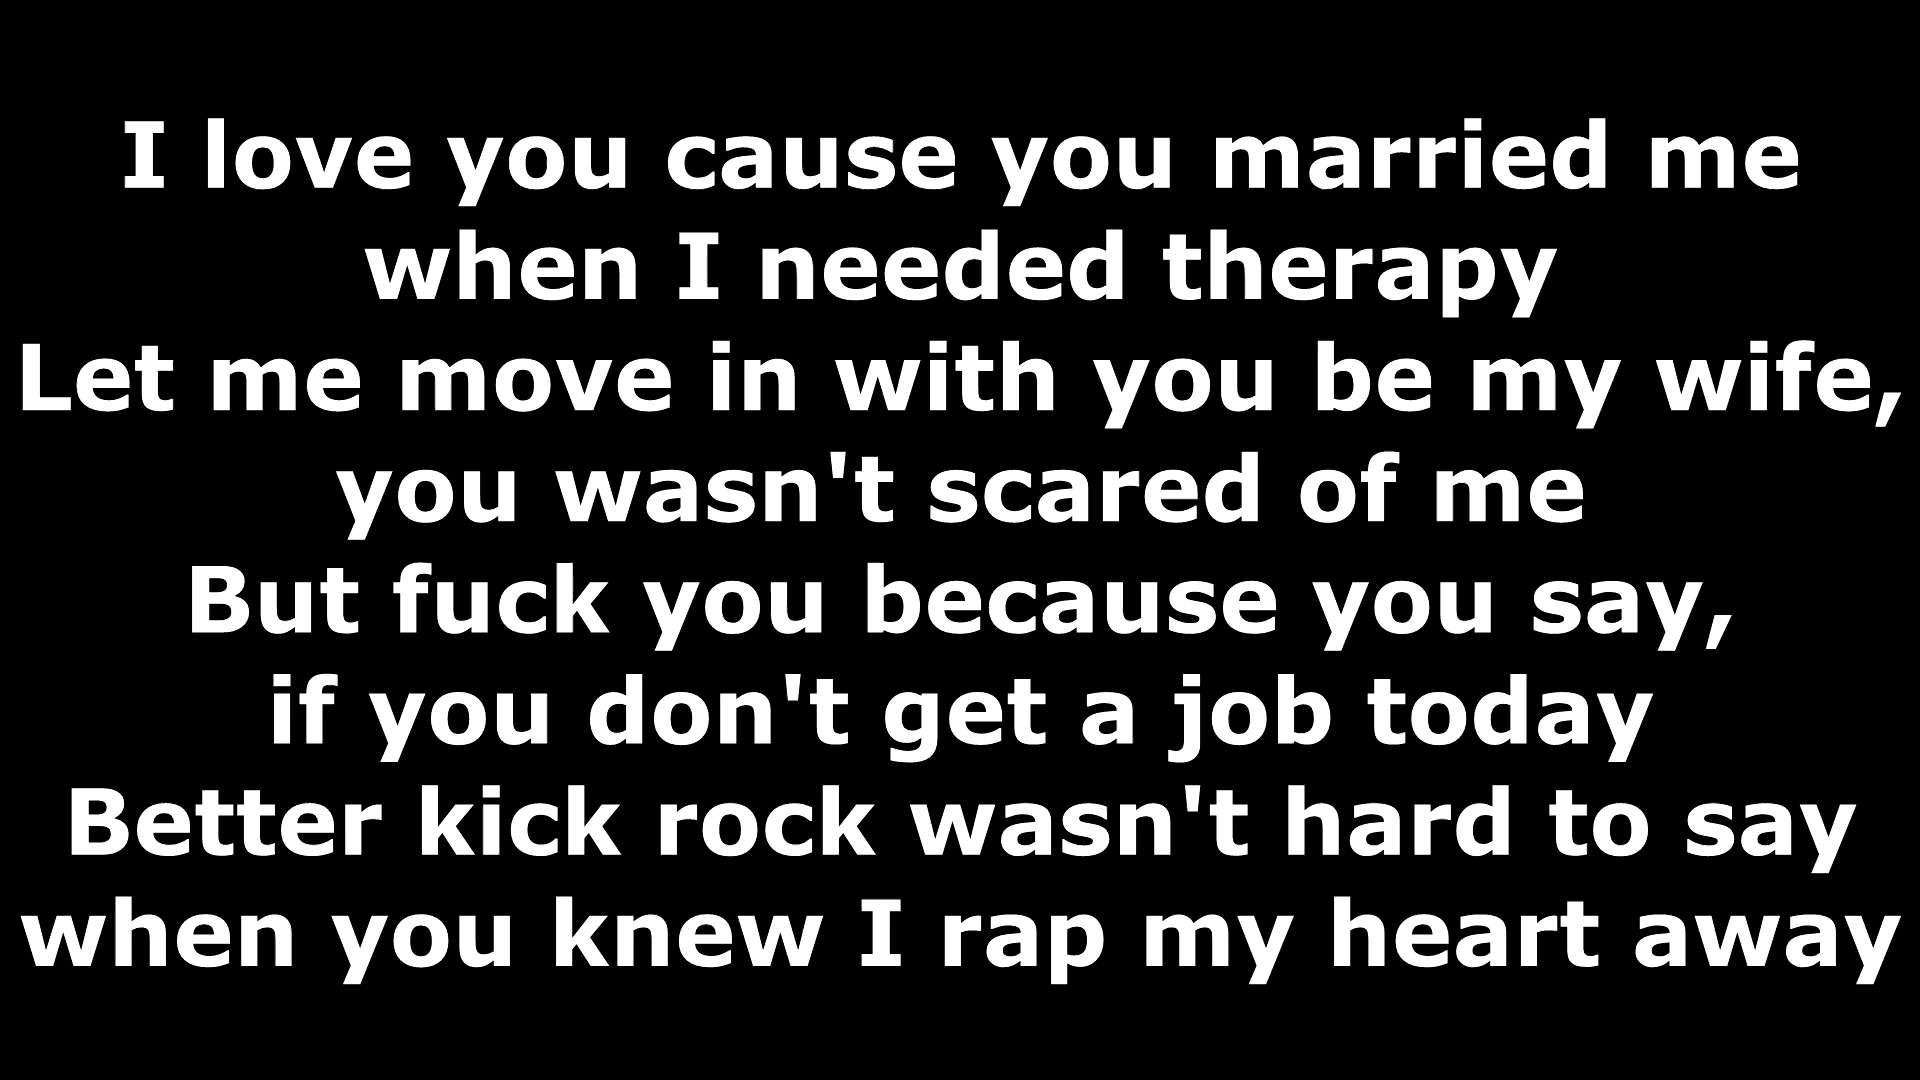 I love you cause you married me
when I needed therapy
Let me move in with you be my wife,
you wasn't scared of me
But fuck you because you say,
if you don't get a job today
Better kick rock wasn't hard to say
when you knew I rap my heart away